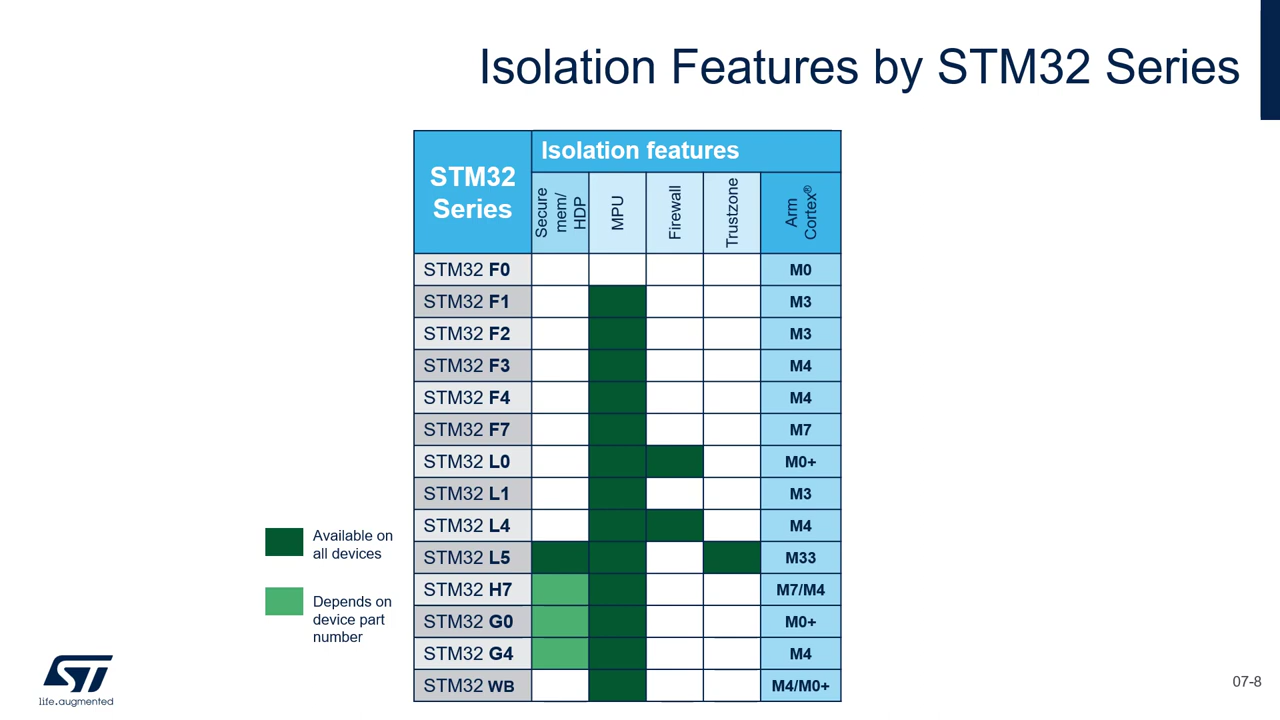 Isolation Features by STM32 Series
STM32
Series
Isolation features
Secure
mem/
HDP
MPU
Firewall
Trustzone
Arm
Cortex®
STM32 F0
M0
STM32 F1
M3
STM32 F2
M3
STM32 F3
M4
STM32 F4
M4
STM32 F7
M7
STM32 L0
M0+
STM32 L1
M3
STM32 L4
M4
STM32 L5
M33
STM32 H7
M7/M4
STM32 G0
M0+
STM32 G4
M4
STM32 WB
M4/M0+
Available on
all devices
Depends on
device part
number
ST
life.augmented
07-8